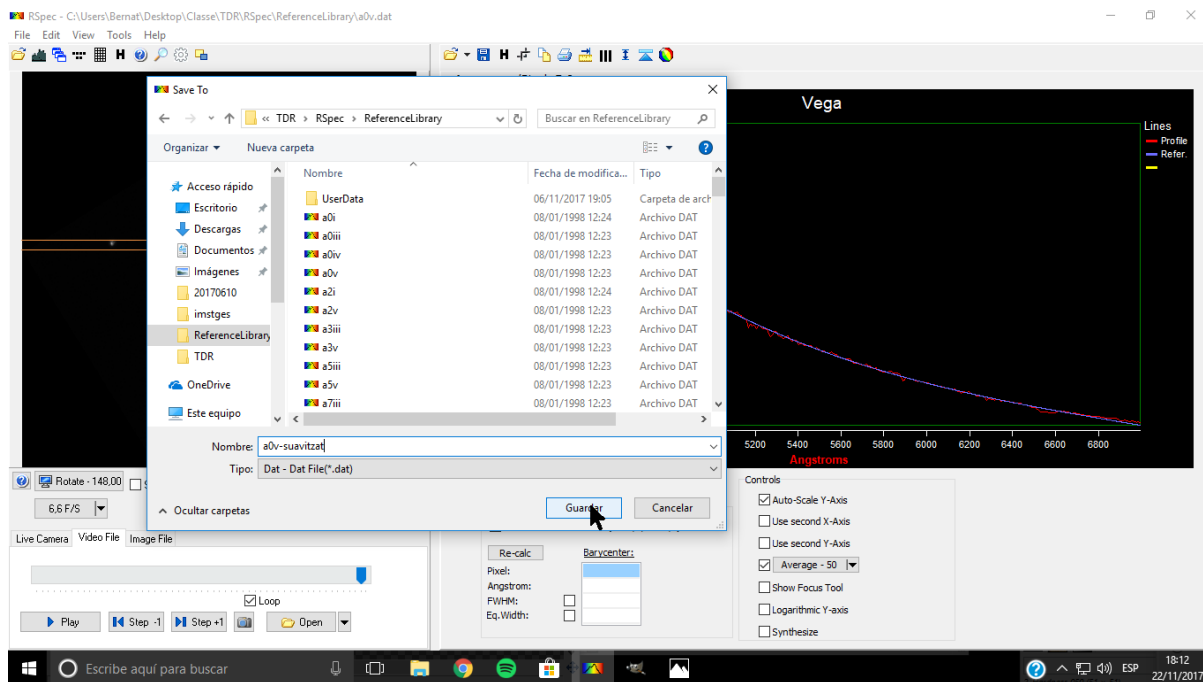 RSpec - C:\Users\Bernat\Desktop\Classe\TDR\RSpec\ReferenceLibrary\a0v.dat
File Edit View Tools Help
Save To
« TDR › RSpec › ReferenceLibrary
Buscar en ReferenceLibrary
Organizar
Nueva carpeta
Nombre Fecha de modifica... Tipo
Acceso rápido
Escritorio
Descargas
Documentos
Imágenes
20170610
imstges
ReferenceLibrary
TDR
OneDrive
Este equipo
UserData 06/11/2017 19:05 Carpeta de arch
a0i 08/01/1998 12:24 Archivo DAT
a0iii 08/01/1998 12:23 Archivo DAT
a0iv 08/01/1998 12:23 Archivo DAT
a0v 08/01/1998 12:23 Archivo DAT
a2i 08/01/1998 12:24 Archivo DAT
a2v 08/01/1998 12:23 Archivo DAT
a3iii 08/01/1998 12:23 Archivo DAT
a3v 08/01/1998 12:23 Archivo DAT
a5iii 08/01/1998 12:23 Archivo DAT
a5v 08/01/1998 12:23 Archivo DAT
a7iii 08/01/1998 12:23 Archivo DAT
Nombre: a0v-suavitzat
Tipo: Dat - Dat File(*.dat)
Ocultar carpetas
Guardar
Cancelar
Vega
Lines
Profile
Refer.
5200 5400 5600 5800 5900 6000 6200 6400 6600 6800
Angstroms
Rotate - 148,00
6,6 F/S
Live Camera Video File Image File
Loop
Play
Step -1
Step +1
Open
Re-calc
Barycenter:
Pixel:
Angstrom:
FWHM:
Eq.Width:
Controls
Auto-Scale Y-Axis
Use second X-Axis
Use second Y-Axis
Average - 50
Show Focus Tool
Logarithmic Y-axis
Synthesize
Escribe aquí para buscar
ESP
18:12
22/11/2017